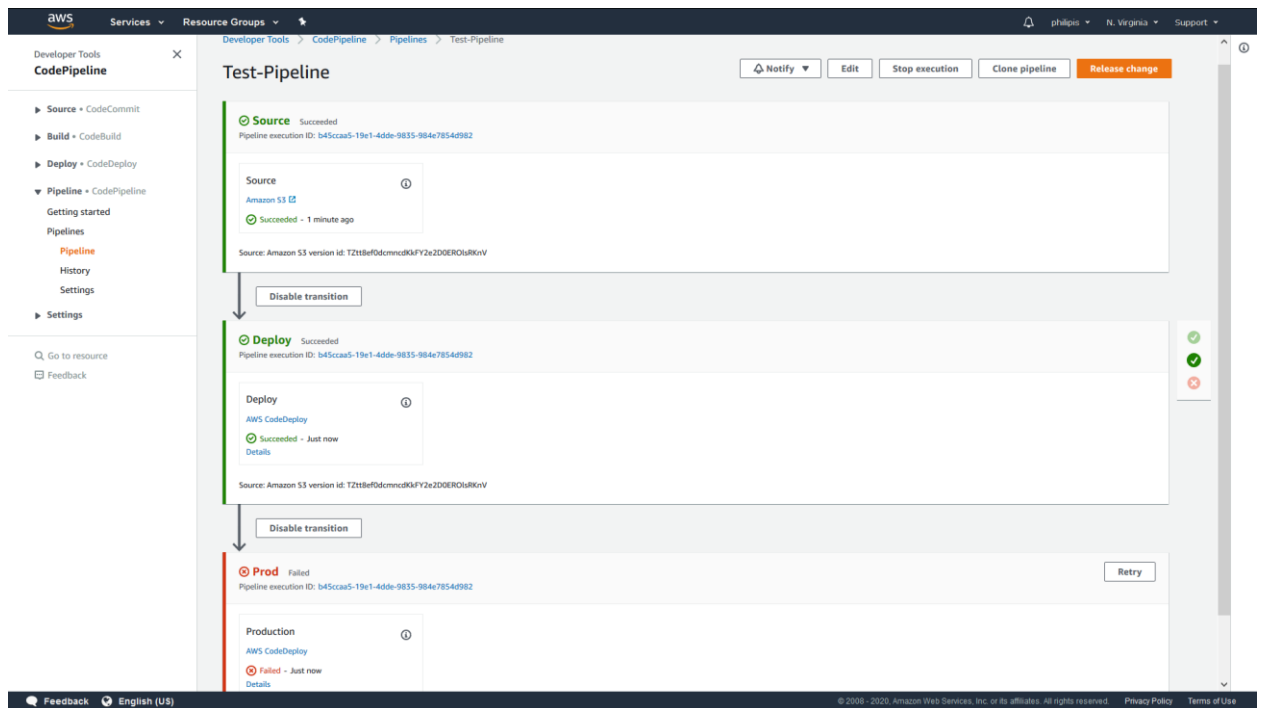 aws Services Resource Groups philipis N. Virginia Support
Developer Tools
CodePipeline
Source • CodeCommit
Build • CodeBuild
Deploy • CodeDeploy
Pipeline • CodePipeline
Getting started
Pipelines
Pipeline
History
Settings
Settings
Go to resource
Feedback
Developer Tools > CodePipeline > Pipelines > Test-Pipeline
Test-Pipeline
Notify Edit Stop execution Clone pipeline Release change
Source Succeeded
Pipeline execution ID: b45ccaa5-19e1-4dde-9835-984e7854d982
Source
Amazon S3
Succeeded - 1 minute ago
Source: Amazon S3 version id:
Disable transition
Deploy Succeeded
Pipeline execution ID: b45ccaa5-19e1-4dde-9835-984e7854d982
Deploy
AWS CodeDeploy
Succeeded - Just now
Details
Source: Amazon S3 version id:
Disable transition
Prod Failed
Pipeline execution ID: b45ccaa5-19e1-4dde-9835-984e7854d982
Retry
Production
AWS CodeDeploy
Failed - Just now
Details
Feedback English (US) © 2008 - 2020, Amazon Web Services, Inc. or its affiliates. All rights reserved. Privacy Policy Terms of Use